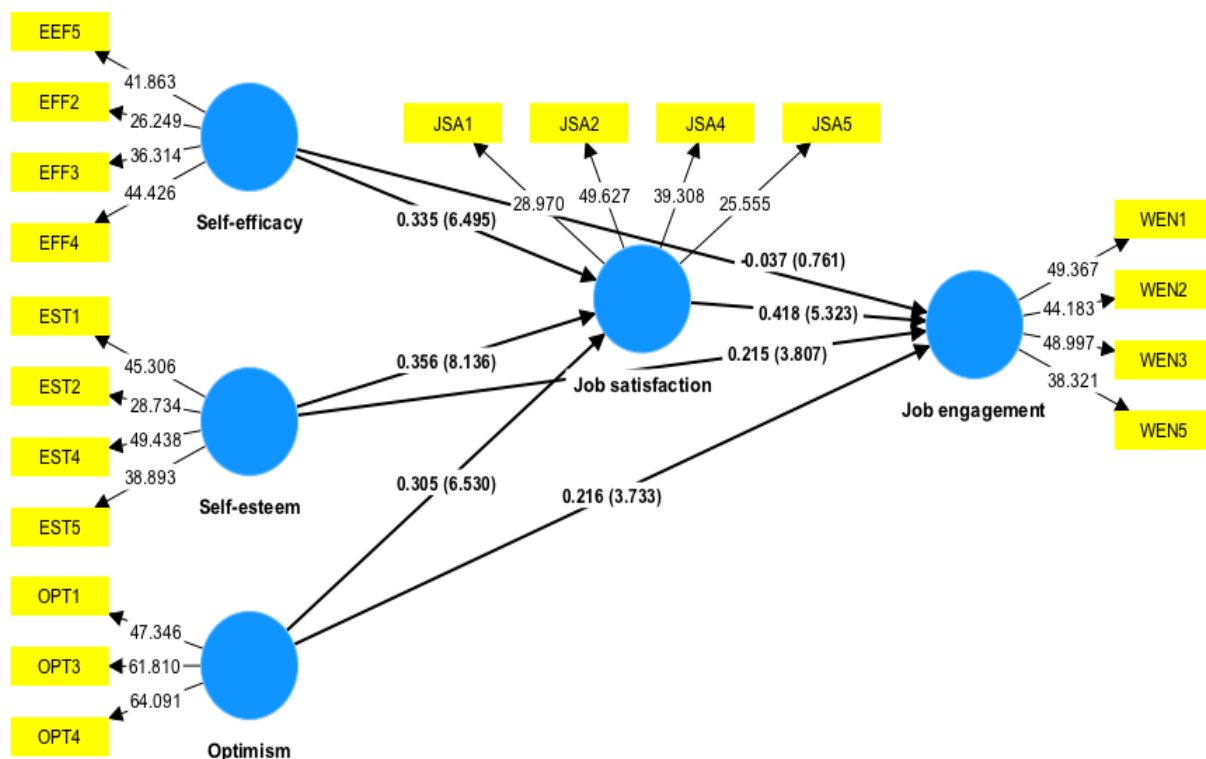 EEF5
41.863
EFF2
26.249
EFF3
36.314
EFF4
44.426
Self-efficacy
EST1
45.306
EST2
28.734
EST4
49.438
EST5
38.893
Self-esteem
OPT1
47.346
OPT3
61.810
OPT4
64.091
Optimism
JSA1
JSA2
JSA4
JSA5
28.970
49.627
39.308
25.555
0.335 (6.495)
-0.037 (0.761)
0.418 (5.323)
0.356 (8.136)
0.215 (3.807)
Job satisfaction
0.305 (6.530)
0.216 (3.733)
Job engagement
WEN1
49.367
WEN2
44.183
WEN3
48.997
WEN5
38.321